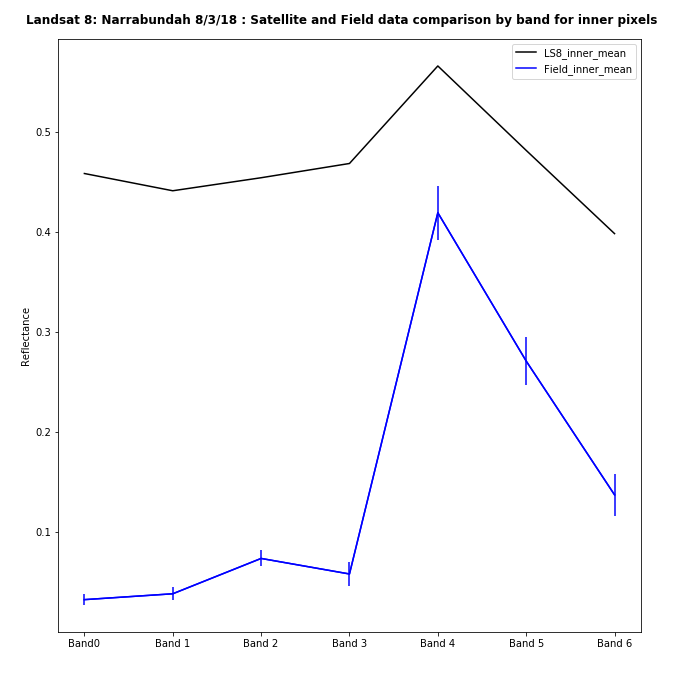 Landsat 8: Narrabundah 8/3/18 : Satellite and Field data comparison by band for inner pixels
LS8_inner_mean
Field_inner_mean
0.5
0.4
0.3
0.2
0.1
Reflectance
Band0 Band 1 Band 2 Band 3 Band 4 Band 5 Band 6